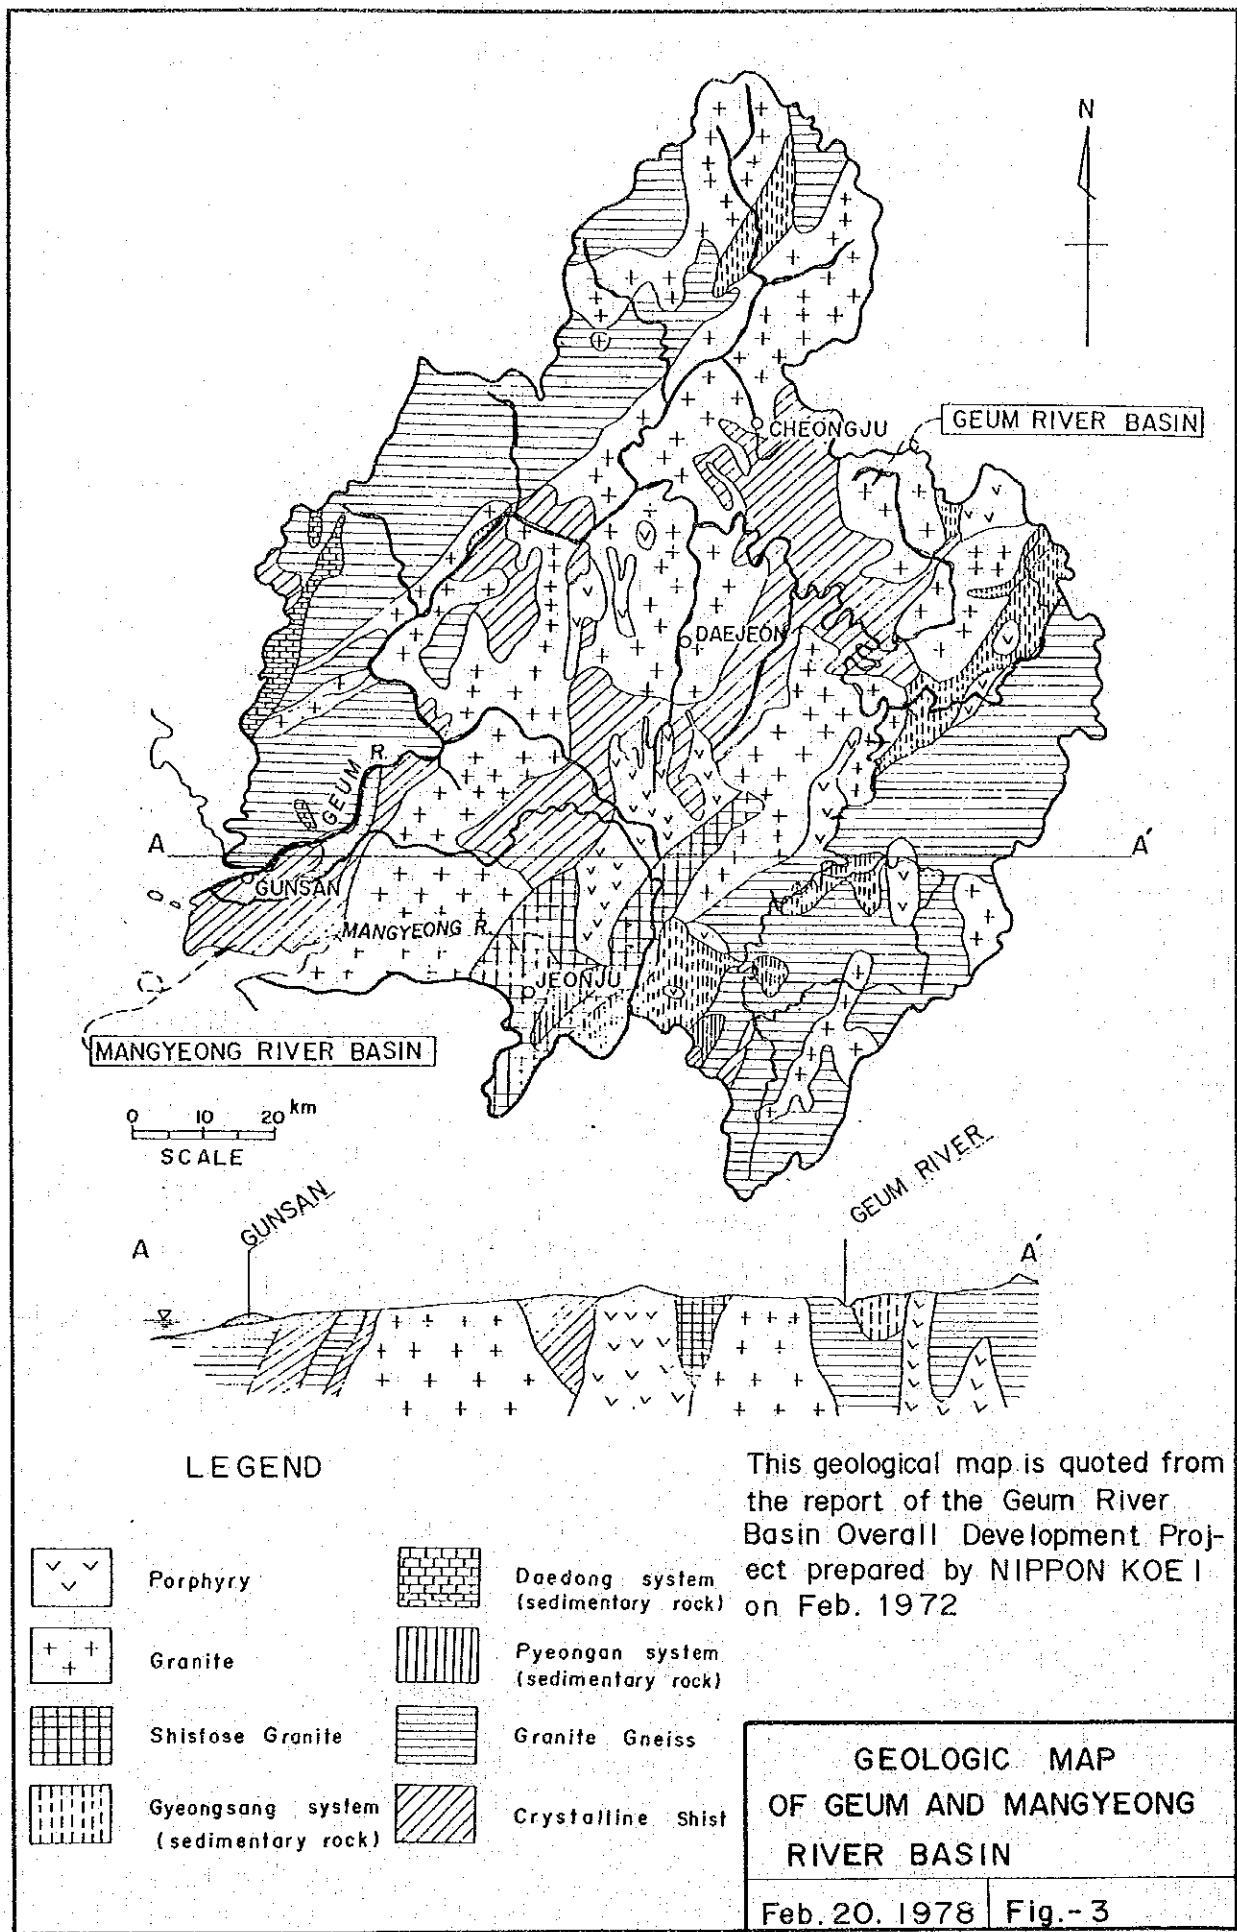 N
CHEONGJU
GEUM RIVER BASIN
DAEJEON
GEUM R.
A
A'
GUNSAN
MANGYEONG R.
JEONJU
MANGYEONG RIVER BASIN
0 10 20 km
SCALE
GUNSAN
GEUM RIVER
A
A'
LEGEND
Porphyry
Granite
Shistose Granite
Gyeongsang system
(sedimentary rock)
Daedong system
(sedimentary rock)
Pyeongan system
(sedimentary rock)
Granite Gneiss
Crystalline Shist
This geological map is quoted from
the report of the Geum River
Basin Overall Development Proj-
ect prepared by NIPPON KOEI
on Feb. 1972
GEOLOGIC MAP
OF GEUM AND MANGYEONG
RIVER BASIN
Feb. 20. 1978
Fig.-3